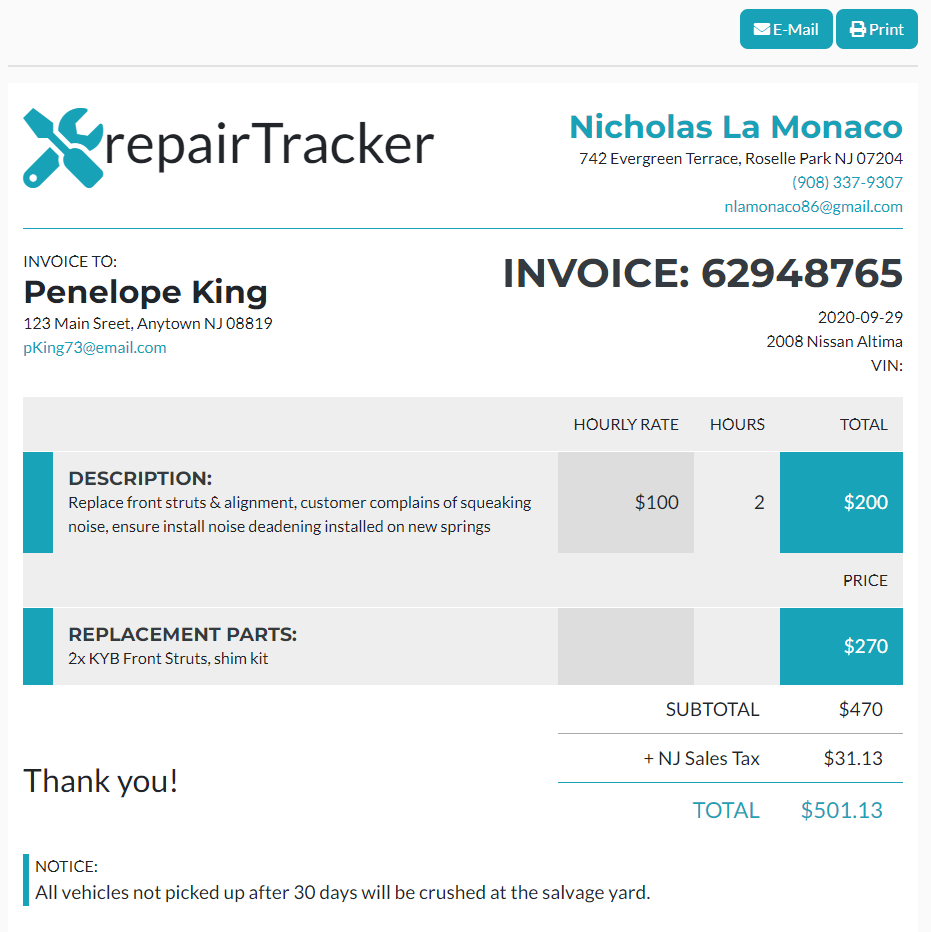 E-Mail
Print
repairTracker
Nicholas La Monaco
742 Evergreen Terrace, Roselle Park NJ 07204
(908) 337-9307
nlamonaco86@gmail.com
INVOICE TO:
Penelope King
123 Main Sreet, Anytown NJ 08819
pKing73@email.com
INVOICE: 62948765
2020-09-29
2008 Nissan Altima
VIN:
HOURLY RATE HOURS TOTAL
DESCRIPTION:
Replace front struts & alignment, customer complains of squeaking
noise, ensure install noise deadening installed on new springs
$100 2 $200
PRICE
REPLACEMENT PARTS:
2x KYB Front Struts, shim kit
$270
SUBTOTAL $470
+ NJ Sales Tax $31.13
TOTAL $501.13
Thank you!
NOTICE:
All vehicles not picked up after 30 days will be crushed at the salvage yard.